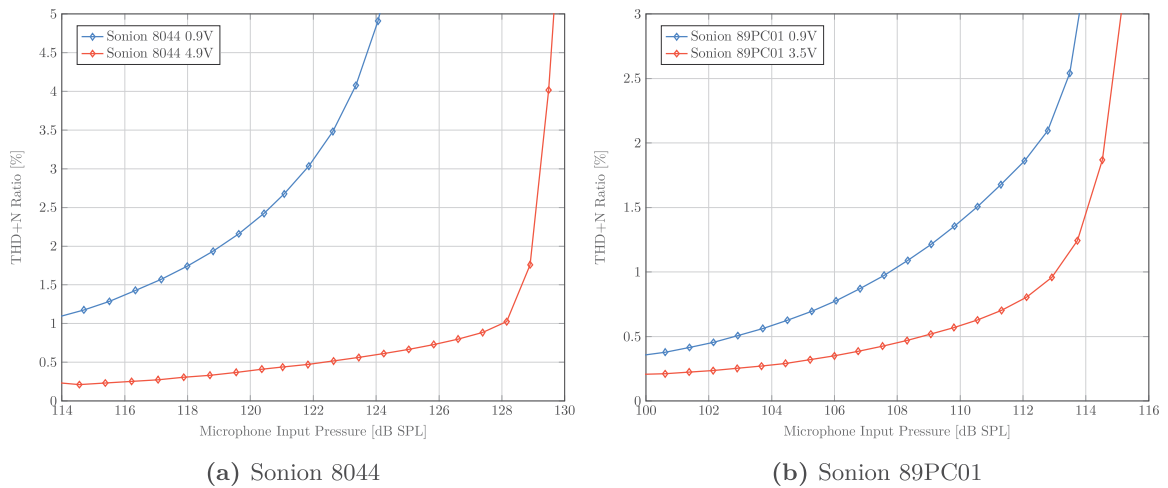 Sonion 8044 0.9V
Sonion 8044 4.9V
5
4.5
4
3.5
3
2.5
2
1.5
1
0.5
0
THD+N Ratio [%]
114 116 118 120 122 124 126 128 130
Microphone Input Pressure [dB SPL]
(a) Sonion 8044
Sonion 89PC01 0.9V
Sonion 89PC01 3.5V
3
2.5
2
1.5
1
0.5
0
THD+N Ratio [%]
100 102 104 106 108 110 112 114 116
Microphone Input Pressure [dB SPL]
(b) Sonion 89PC01